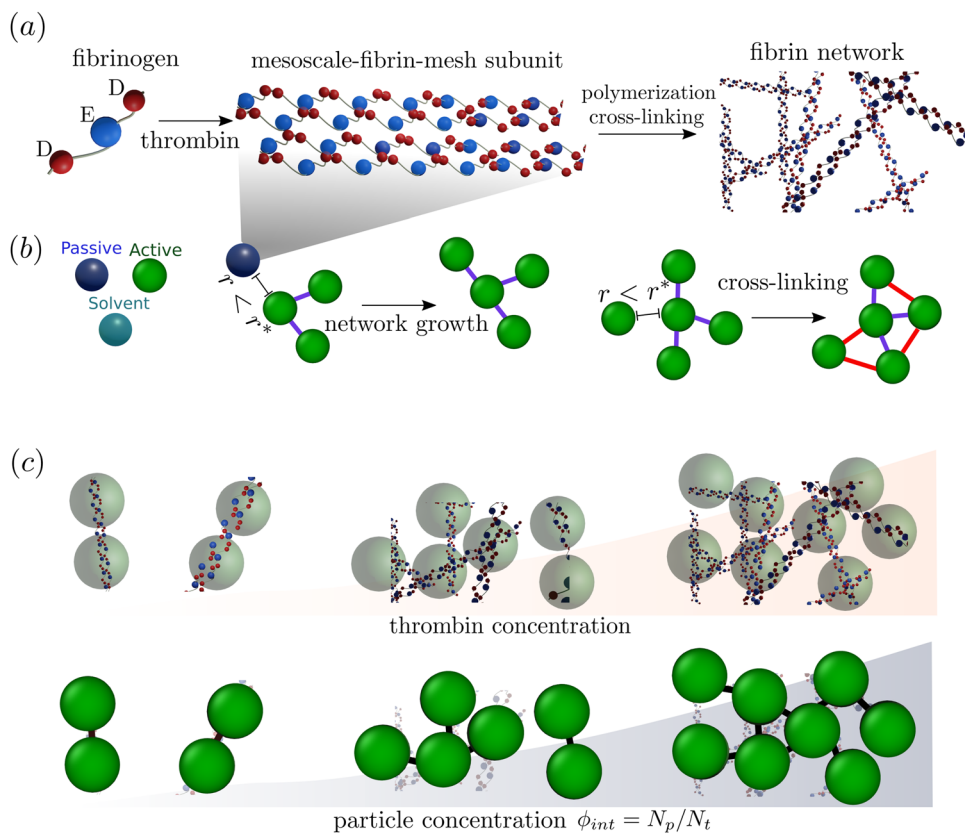 (a)
fibrinogen
D
E
D
thrombin
mesoscale-fibrin-mesh subunit
polymerization
cross-linking
fibrin network
(b)
Passive Active
Solvent
r < r*
network growth
r < r*
cross-linking
(c)
thrombin concentration
particle concentration ϕ_int = N_p/N_t